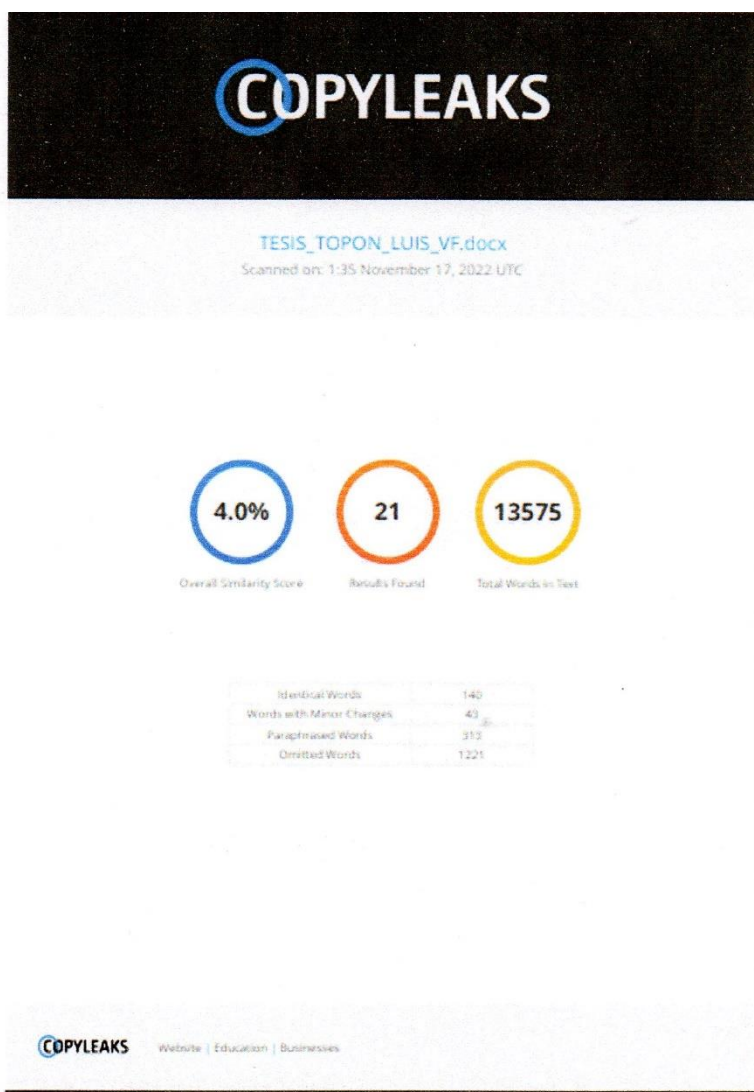 COPYLEAKS
TESIS_TOPON_LUIS_VF.docx
Scanned on: 1:35 November 17, 2022 UTC
4.0% 21 13575
Overall Similarity Score Results Found Total Words in Text
Identical Words 140
Words with Minor Changes 43
Paraphrased Words 313
Omitted Words 1221
COPYLEAKS Website | Education | Businesses